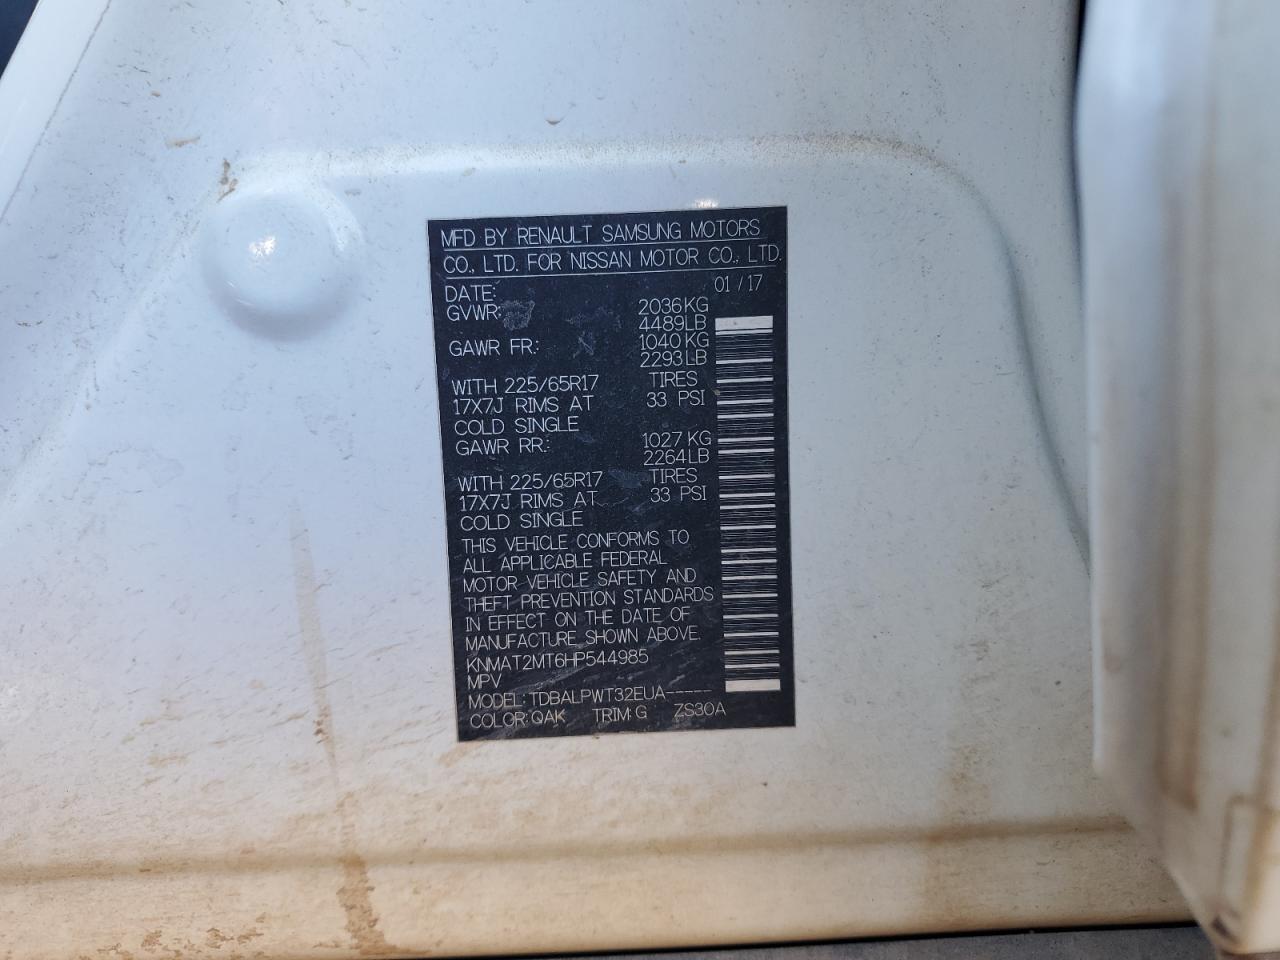 MFD BY RENAULT SAMSUNG MOTORS
CO., LTD. FOR NISSAN MOTOR CO., LTD.
DATE: 01 / 17
GVWR: 2036KG
4489LB
GAWR FR: 1040KG
2293LB
WITH 225/65R17 TIRES
17X7J RIMS AT 33 PSI
COLD SINGLE
GAWR RR: 1027KG
2264LB
WITH 225/65R17 TIRES
17X7J RIMS AT 33 PSI
COLD SINGLE
THIS VEHICLE CONFORMS TO
ALL APPLICABLE FEDERAL
MOTOR VEHICLE SAFETY AND
THEFT PREVENTION STANDARDS
IN EFFECT ON THE DATE OF
MANUFACTURE SHOWN ABOVE.
KNMAT2MT6HP544985
MPV
MODEL: TDBALPWT32EUA-----
COLOR: QAK TRIM: G ZS30A